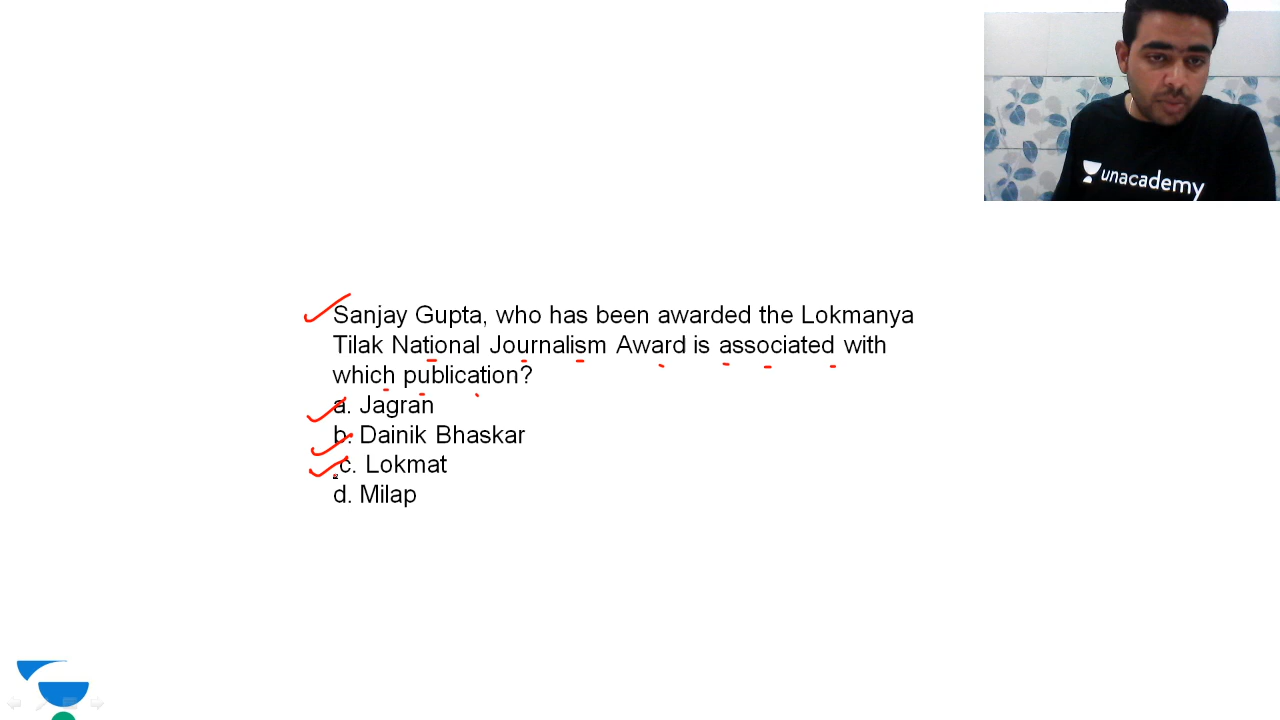 unacademy
Sanjay Gupta, who has been awarded the Lokmanya
Tilak National Journalism Award is associated with
which publication?
a. Jagran
b. Dainik Bhaskar
c. Lokmat
d. Milap